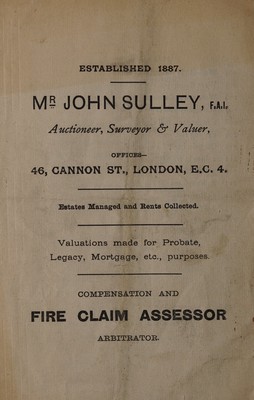 ESTABLISHED 1887.
MR JOHN SULLEY, F.A.I.
Auctioneer, Surveyor & Valuer,
OFFICES—
46, CANNON ST., LONDON, E.C. 4.
Estates Managed and Rents Collected.
Valuations made for Probate,
Legacy, Mortgage, etc., purposes.
COMPENSATION AND
FIRE CLAIM ASSESSOR
ARBITRATOR.